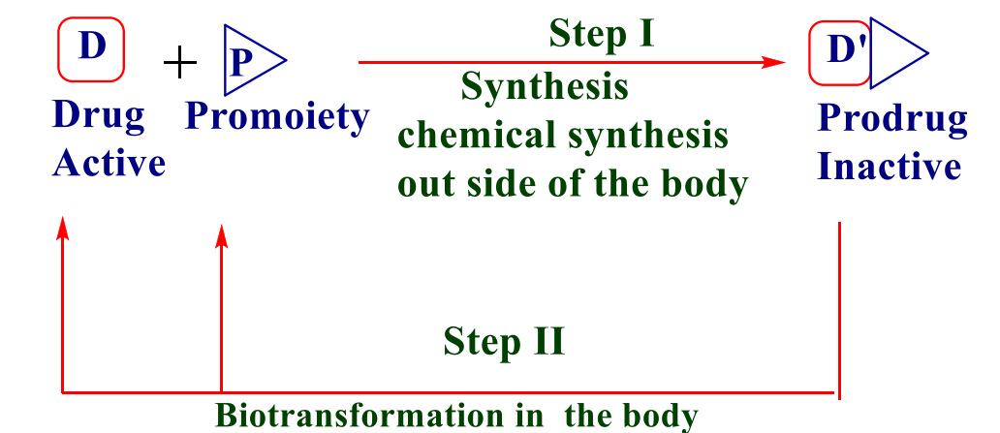 D
+
P
Step I
D'
Synthesis
Drug
Promoiety
chemical synthesis
Prodrug
Active
out side of the body
Inactive
Step II
Biotransformation in the body